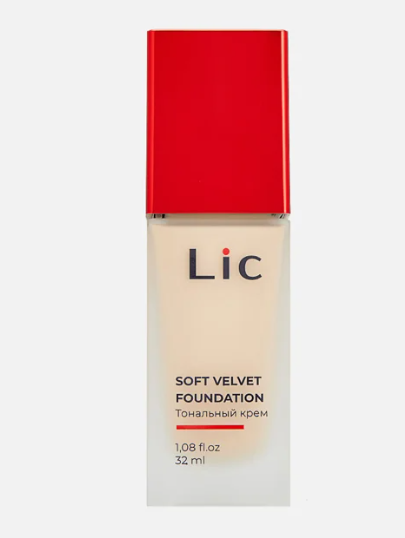 Lic
SOFT VELVET
FOUNDATION
Тональный крем
1,08 fl.oz
32 ml